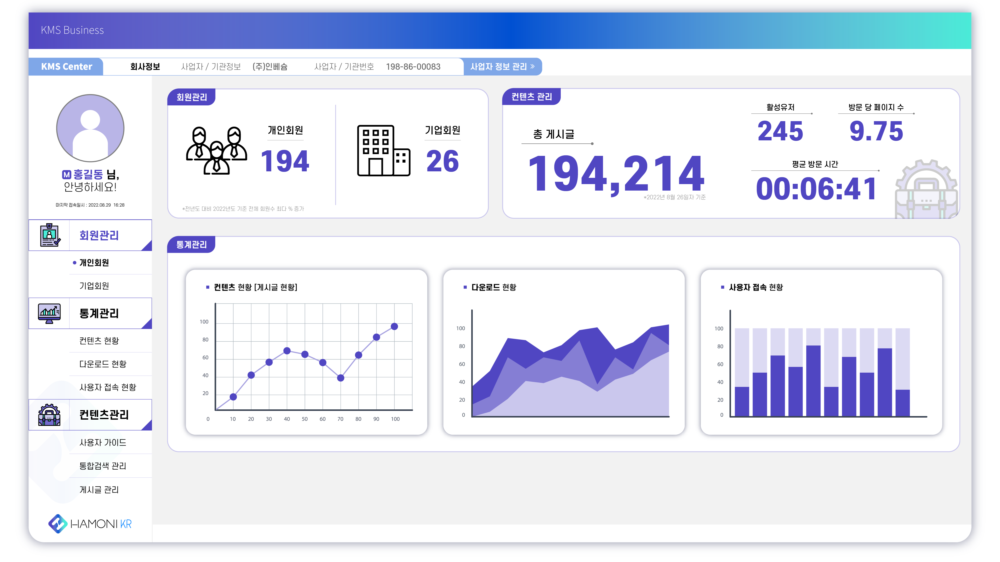 KMS Business
KMS Center 회사정보 사업자 / 기관정보 (주)인베슘 사업자 / 기관번호 198-86-00083 사업자 정보 관리 »
M 홍길동 님,
안녕하세요!
마지막 접속일시 : 2022.08.29 16:28
회원관리
개인회원
기업회원
통계관리
컨텐츠 현황
다운로드 현황
사용자 접속 현황
컨텐츠관리
사용자 가이드
통합검색 관리
게시글 관리
HAMONI KR
회원관리
개인회원
194
기업회원
26
*전년도 대비 2022년도 기준 전체 회원수 최다 % 증가
컨텐츠 관리
총 게시글
194,214
*2022년 8월 26일자 기준
활성유저
245
방문 당 페이지 수
9.75
평균 방문 시간
00:06:41
통계관리
컨텐츠 현황 [게시글 현황]
100
80
60
40
20
0 10 20 30 40 50 60 70 80 90 100
다운로드 현황
100
80
60
40
20
0
사용자 접속 현황
100
80
60
40
20
0